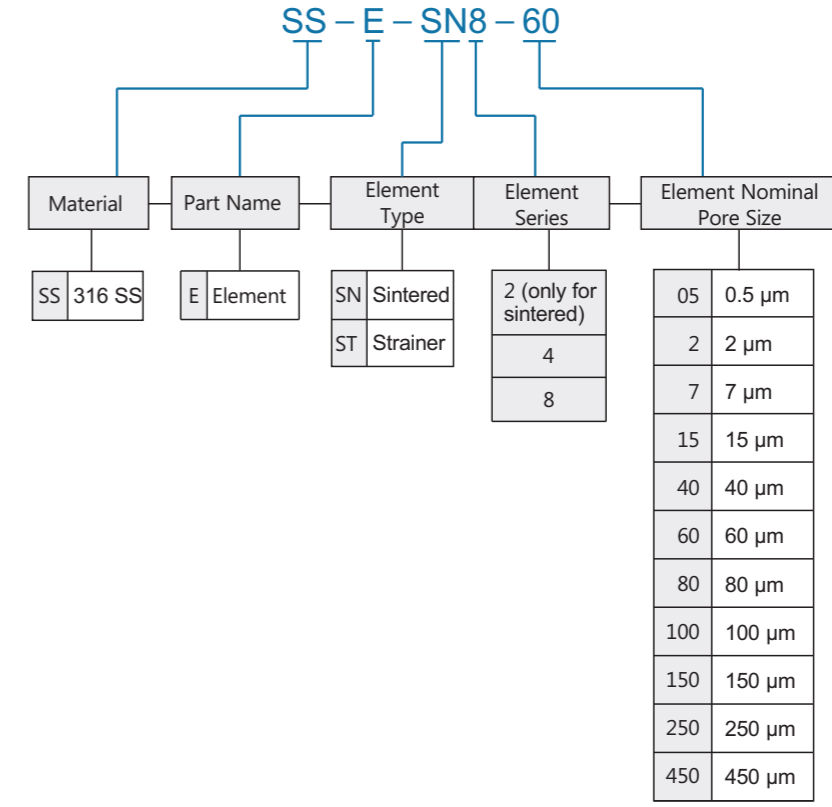 SS – E – SN8 – 60
Material
Part Name
Element
Type
Element
Series
Element Nominal
Pore Size
SS 316 SS
E Element
SN Sintered
ST Strainer
2 (only for
sintered)
4
8
05 0.5 µm
2 2 µm
7 7 µm
15 15 µm
40 40 µm
60 60 µm
80 80 µm
100 100 µm
150 150 µm
250 250 µm
450 450 µm